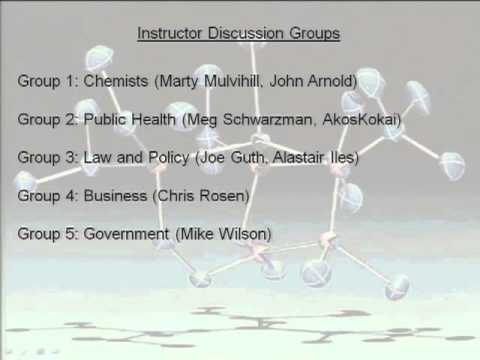 Instructor Discussion Groups
Group 1: Chemists (Marty Mulvihill, John Arnold)
Group 2: Public Health (Meg Schwarzman, AkosKokai)
Group 3: Law and Policy (Joe Guth, Alastair Iles)
Group 4: Business (Chris Rosen)
Group 5: Government (Mike Wilson)